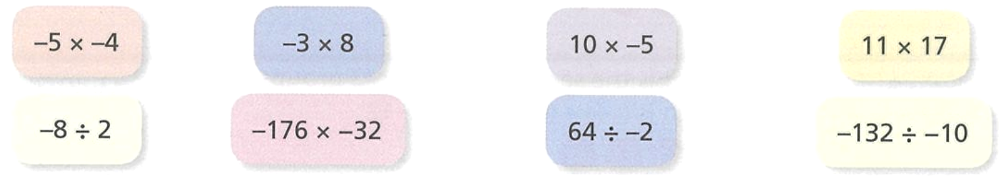 –5 × –4
–3 × 8
10 × –5
11 × 17
–8 ÷ 2
–176 × –32
64 ÷ –2
–132 ÷ –10